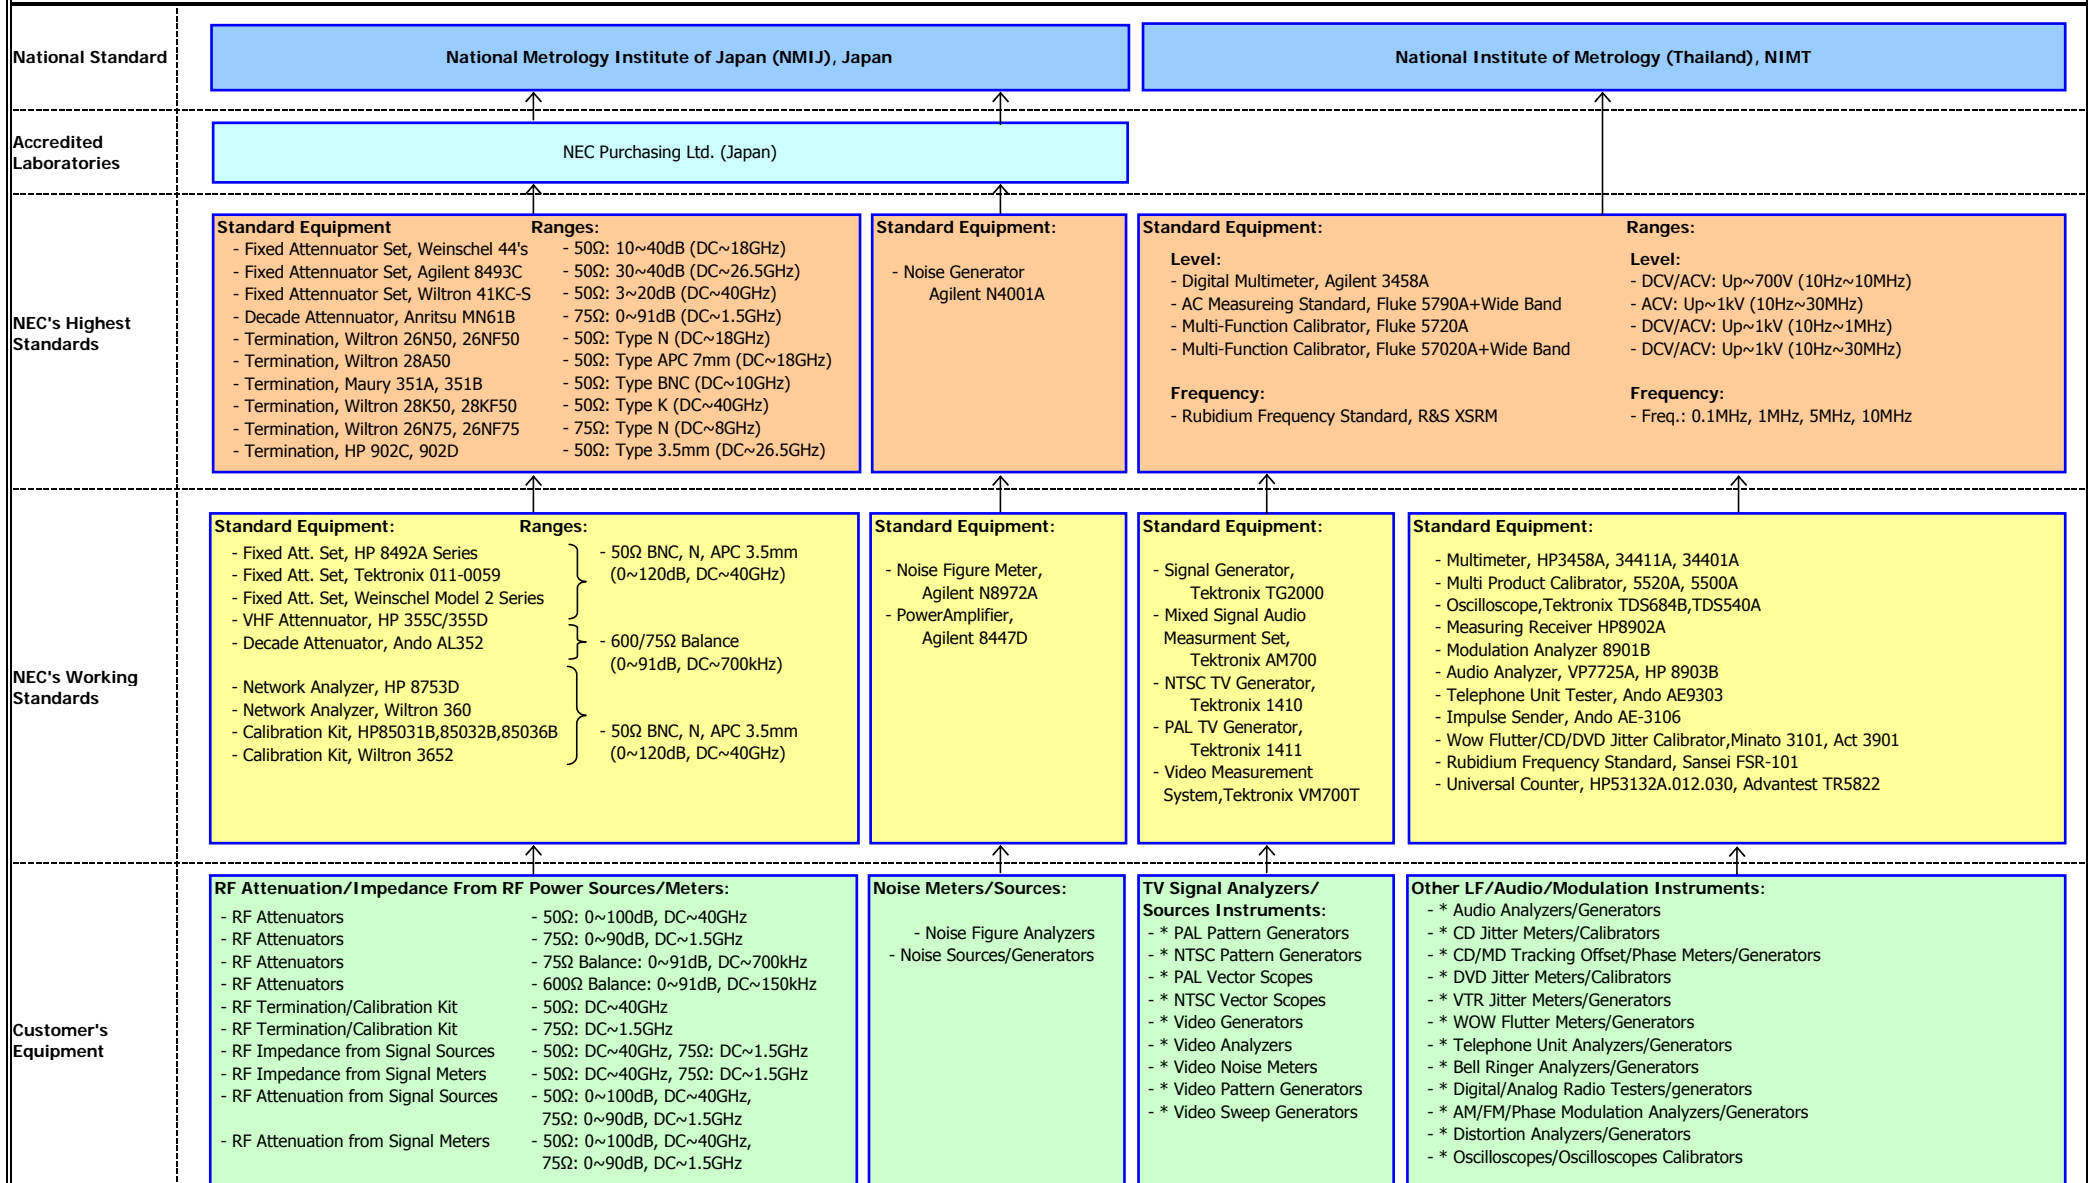 National Standard
National Metrology Institute of Japan (NMIJ), Japan
National Institute of Metrology (Thailand), NIMT
Accredited
Laboratories
NEC Purchasing Ltd. (Japan)
NEC's Highest
Standards
Standard Equipment Ranges:
- Fixed Attennuator Set, Weinschel 44's - 50Ω: 10~40dB (DC~18GHz)
- Fixed Attennuator Set, Agilent 8493C - 50Ω: 30~40dB (DC~26.5GHz)
- Fixed Attennuator Set, Wiltron 41KC-S - 50Ω: 3~20dB (DC~40GHz)
- Decade Attennuator, Anritsu MN61B - 75Ω: 0~91dB (DC~1.5GHz)
- Termination, Wiltron 26N50, 26NF50 - 50Ω: Type N (DC~18GHz)
- Termination, Wiltron 28A50 - 50Ω: Type APC 7mm (DC~18GHz)
- Termination, Maury 351A, 351B - 50Ω: Type BNC (DC~10GHz)
- Termination, Wiltron 28K50, 28KF50 - 50Ω: Type K (DC~40GHz)
- Termination, Wiltron 26N75, 26NF75 - 75Ω: Type N (DC~8GHz)
- Termination, HP 902C, 902D - 50Ω: Type 3.5mm (DC~26.5GHz)
Standard Equipment:
- Noise Generator
Agilent N4001A
Standard Equipment: Ranges:
Level: Level:
- Digital Multimeter, Agilent 3458A - DCV/ACV: Up~700V (10Hz~10MHz)
- AC Measureing Standard, Fluke 5790A+Wide Band - ACV: Up~1kV (10Hz~30MHz)
- Multi-Function Calibrator, Fluke 5720A - DCV/ACV: Up~1kV (10Hz~1MHz)
- Multi-Function Calibrator, Fluke 57020A+Wide Band - DCV/ACV: Up~1kV (10Hz~30MHz)
Frequency: Frequency:
- Rubidium Frequency Standard, R&S XSRM - Freq.: 0.1MHz, 1MHz, 5MHz, 10MHz
NEC's Working
Standards
Standard Equipment: Ranges:
- Fixed Att. Set, HP 8492A Series - 50Ω BNC, N, APC 3.5mm
- Fixed Att. Set, Tektronix 011-0059 (0~120dB, DC~40GHz)
- Fixed Att. Set, Weinschel Model 2 Series
- VHF Attennuator, HP 355C/355D
- Decade Attenuator, Ando AL352 - 600/75Ω Balance
(0~91dB, DC~700kHz)
- Network Analyzer, HP 8753D
- Network Analyzer, Wiltron 360
- Calibration Kit, HP85031B,85032B,85036B - 50Ω BNC, N, APC 3.5mm
- Calibration Kit, Wiltron 3652 (0~120dB, DC~40GHz)
Standard Equipment:
- Noise Figure Meter,
Agilent N8972A
- PowerAmplifier,
Agilent 8447D
Standard Equipment:
- Signal Generator,
Tektronix TG2000
- Mixed Signal Audio
Measurment Set,
Tektronix AM700
- NTSC TV Generator,
Tektronix 1410
- PAL TV Generator,
Tektronix 1411
- Video Measurement
System,Tektronix VM700T
Standard Equipment:
- Multimeter, HP3458A, 34411A, 34401A
- Multi Product Calibrator, 5520A, 5500A
- Oscilloscope,Tektronix TDS684B,TDS540A
- Measuring Receiver HP8902A
- Modulation Analyzer 8901B
- Audio Analyzer, VP7725A, HP 8903B
- Telephone Unit Tester, Ando AE9303
- Impulse Sender, Ando AE-3106
- Wow Flutter/CD/DVD Jitter Calibrator,Minato 3101, Act 3901
- Rubidium Frequency Standard, Sansei FSR-101
- Universal Counter, HP53132A.012.030, Advantest TR5822
Customer's
Equipment
RF Attenuation/Impedance From RF Power Sources/Meters:
- RF Attenuators - 50Ω: 0~100dB, DC~40GHz
- RF Attenuators - 75Ω: 0~90dB, DC~1.5GHz
- RF Attenuators - 75Ω Balance: 0~91dB, DC~700kHz
- RF Attenuators - 600Ω Balance: 0~91dB, DC~150kHz
- RF Termination/Calibration Kit - 50Ω: DC~40GHz
- RF Termination/Calibration Kit - 75Ω: DC~1.5GHz
- RF Impedance from Signal Sources - 50Ω: DC~40GHz, 75Ω: DC~1.5GHz
- RF Impedance from Signal Meters - 50Ω: DC~40GHz, 75Ω: DC~1.5GHz
- RF Attenuation from Signal Sources - 50Ω: 0~100dB, DC~40GHz,
75Ω: 0~90dB, DC~1.5GHz
- RF Attenuation from Signal Meters - 50Ω: 0~100dB, DC~40GHz,
75Ω: 0~90dB, DC~1.5GHz
Noise Meters/Sources:
- Noise Figure Analyzers
- Noise Sources/Generators
TV Signal Analyzers/
Sources Instruments:
- * PAL Pattern Generators
- * NTSC Pattern Generators
- * PAL Vector Scopes
- * NTSC Vector Scopes
- * Video Generators
- * Video Analyzers
- * Video Noise Meters
- * Video Pattern Generators
- * Video Sweep Generators
Other LF/Audio/Modulation Instruments:
- * Audio Analyzers/Generators
- * CD Jitter Meters/Calibrators
- * CD/MD Tracking Offset/Phase Meters/Generators
- * DVD Jitter Meters/Calibrators
- * VTR Jitter Meters/Generators
- * WOW Flutter Meters/Generators
- * Telephone Unit Analyzers/Generators
- * Bell Ringer Analyzers/Generators
- * Digital/Analog Radio Testers/generators
- * AM/FM/Phase Modulation Analyzers/Generators
- * Distortion Analyzers/Generators
- * Oscilloscopes/Oscilloscopes Calibrators